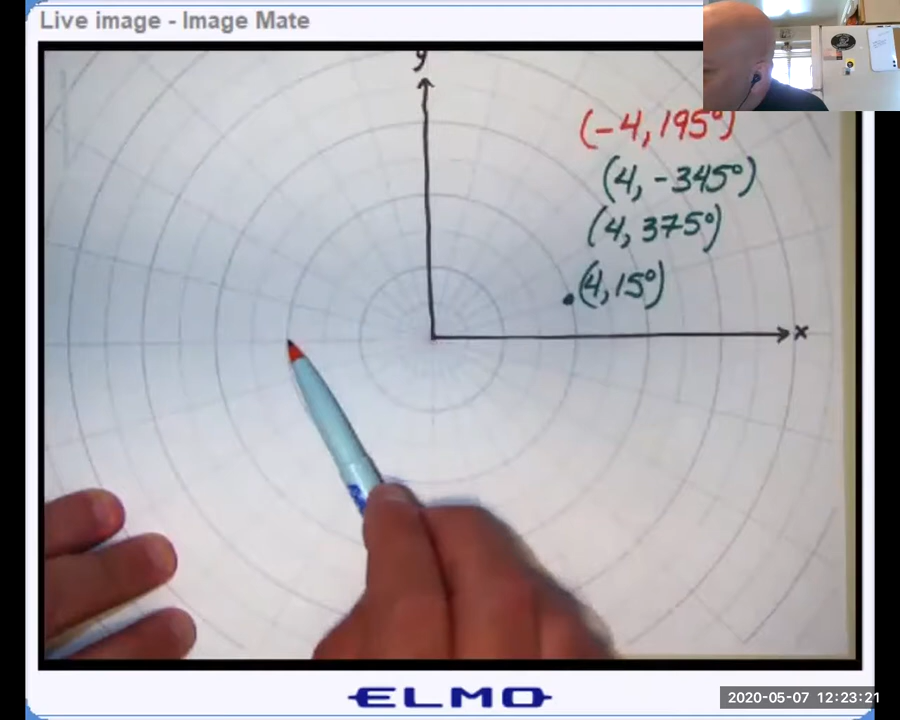 Live image - Image Mate
y
(-4, 195°)
(4, -345°)
(4, 375°)
(4, 15°)
x
ELMO
2020-05-07 12:23:21